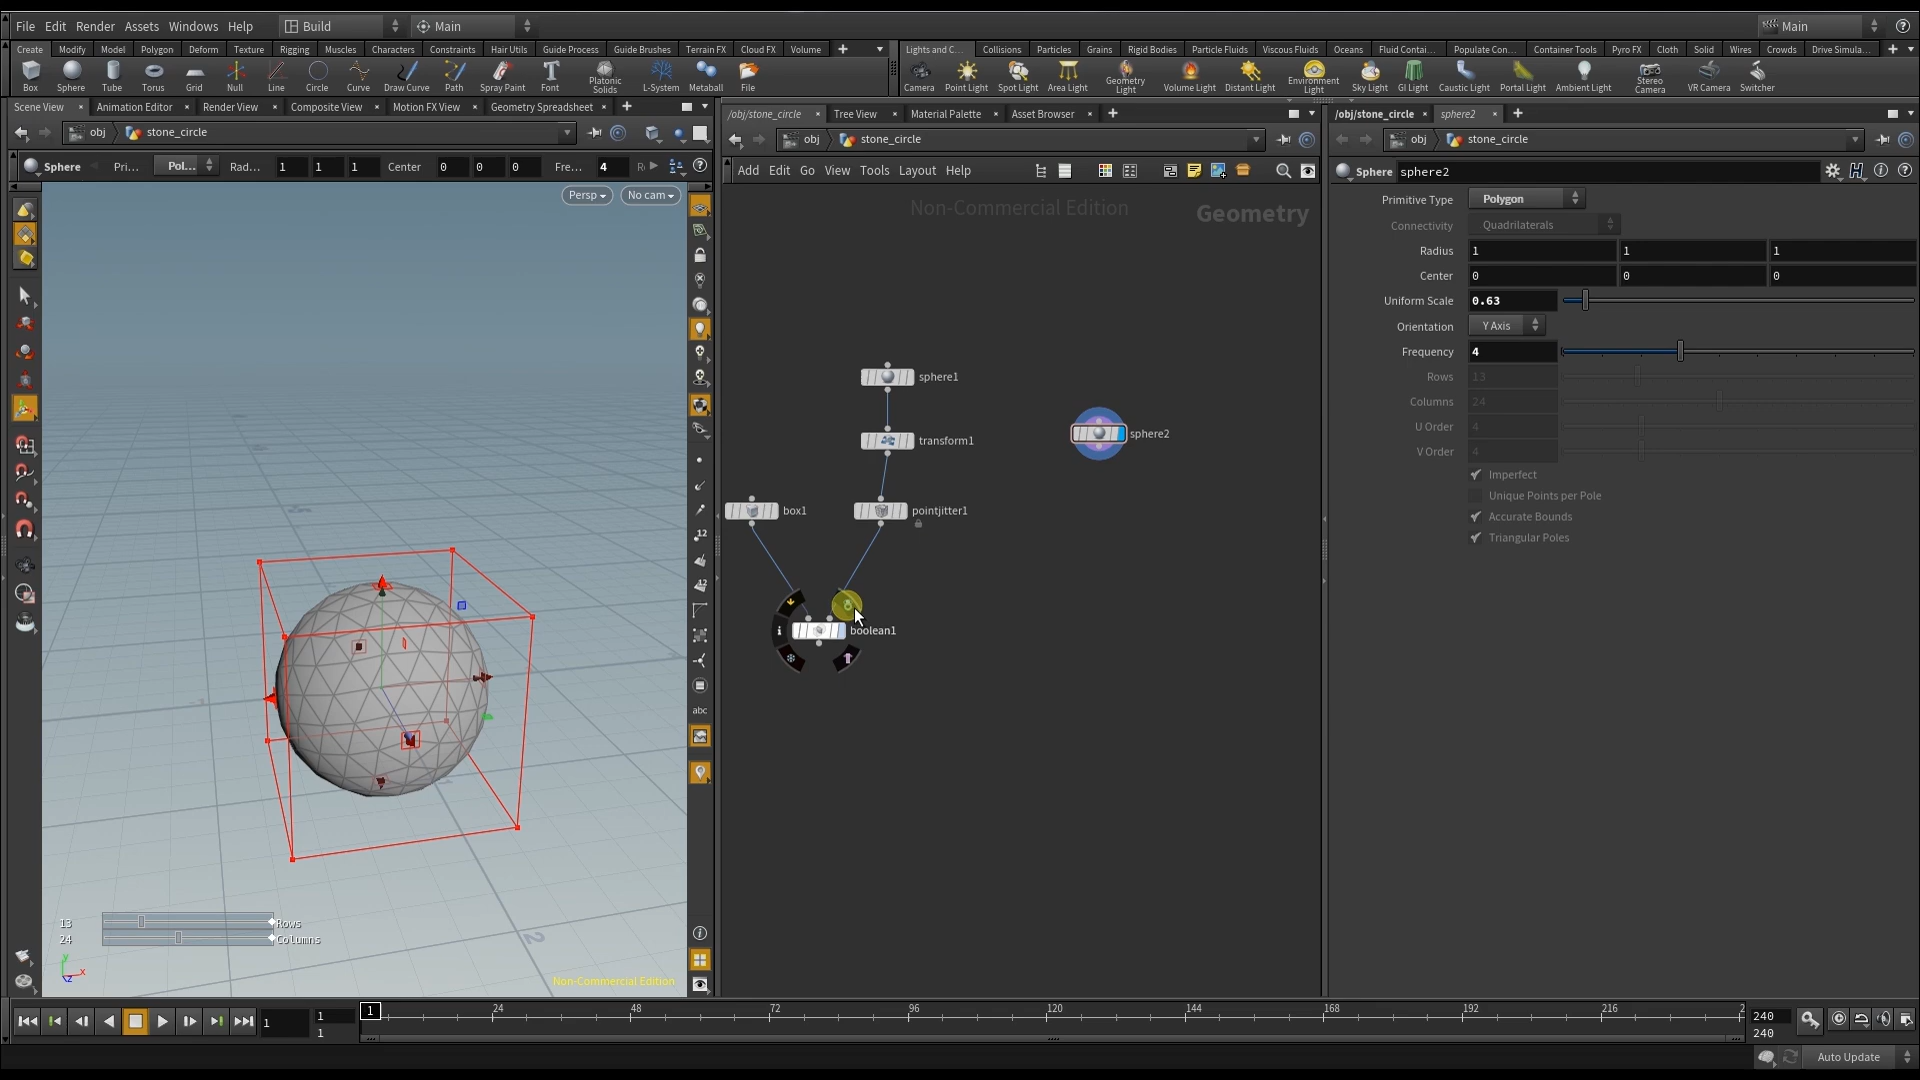 File Edit Render Assets Windows Help Build Main Main
Create Modify Model Polygon Deform Texture Rigging Muscles Characters Constraints Hair Utils Guide Process Guide Brushes Terrain FX Cloud FX Volume Lights and C... Collisions Particles Grains Rigid Bodies Particle Fluids Viscous Fluids Oceans Fluid Contai... Populate Con... Container Tools Pyro FX Cloth Solid Wires Crowds Drive Simula...
Box Sphere Tube Torus Grid Null Line Circle Curve Draw Curve Path Spray Paint Font Platonic Solids L-System Metaball File Camera Point Light Spot Light Area Light Geometry Light Volume Light Distant Light Environment Light Sky Light GI Light Caustic Light Portal Light Ambient Light Stereo Camera VR Camera Switcher
Scene View Animation Editor Render View Composite View Motion FX View Geometry Spreadsheet
/obj/stone_circle Tree View Material Palette Asset Browser
/obj/stone_circle sphere2
obj stone_circle
obj stone_circle
obj stone_circle
Sphere Pri... Pol... Rad... 1 1 1 Center 0 0 0 Fre... 4
Add Edit Go View Tools Layout Help
Sphere sphere2
Persp No cam
Non-Commercial Edition Geometry
Primitive Type Polygon
Connectivity Quadrilaterals
Radius 1 1 1
Center 0 0 0
Uniform Scale 0.63
Orientation Y Axis
Frequency 4
Rows 13
Columns 24
U Order 4
V Order 4
Imperfect
Unique Points per Pole
Accurate Bounds
Triangular Poles
sphere1
sphere2
transform1
box1 pointjitter1
boolean1
12
12
abc
13 Rows
24 Columns
y
x
z
2
Non-Commercial Edition
1 1 1 1 24 48 72 96 120 144 168 192 216 2 240
240
Auto Update